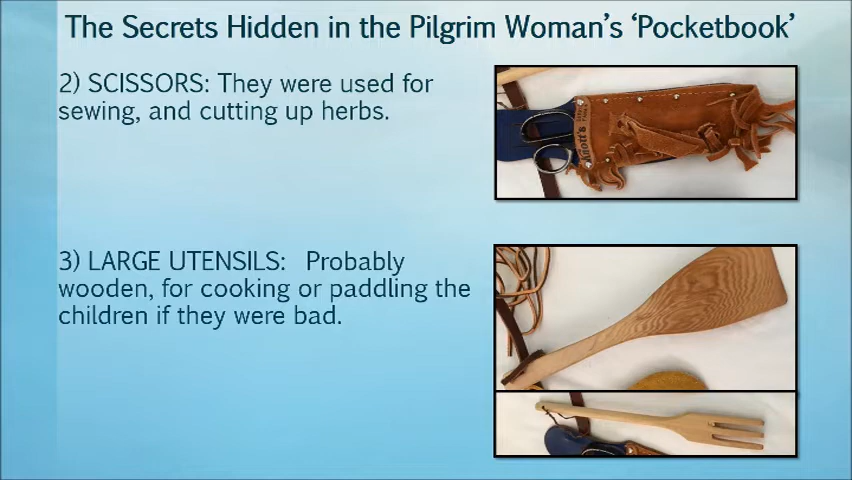 The Secrets Hidden in the Pilgrim Woman's 'Pocketbook'
2) SCISSORS: They were used for
sewing, and cutting up herbs.
Knott's
3) LARGE UTENSILS: Probably
wooden, for cooking or paddling the
children if they were bad.